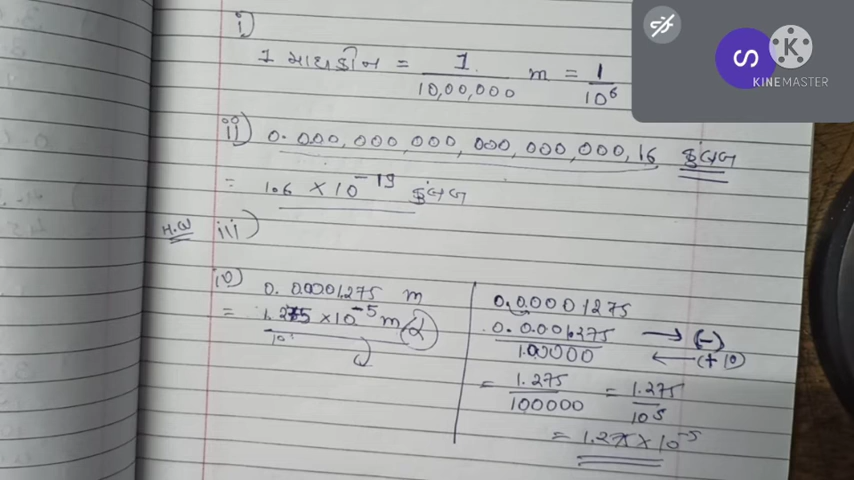 i)
1 માઇક્રોન = 1 / 10,00,000 m = 1 / 10⁶
ii) 0.000,000,000,000,000,000,16 કુલંબ
= 1.6 × 10⁻¹⁹ કુલંબ
H.W iii)
iv) 0.00001275 m
= 1.275 × 10⁻⁵ m
0.00001275
0.00001275 / 100000 → (-)
← (+10)
= 1.275 / 100000 = 1.275 / 10⁵
= 1.275 × 10⁻⁵
KINEMASTER